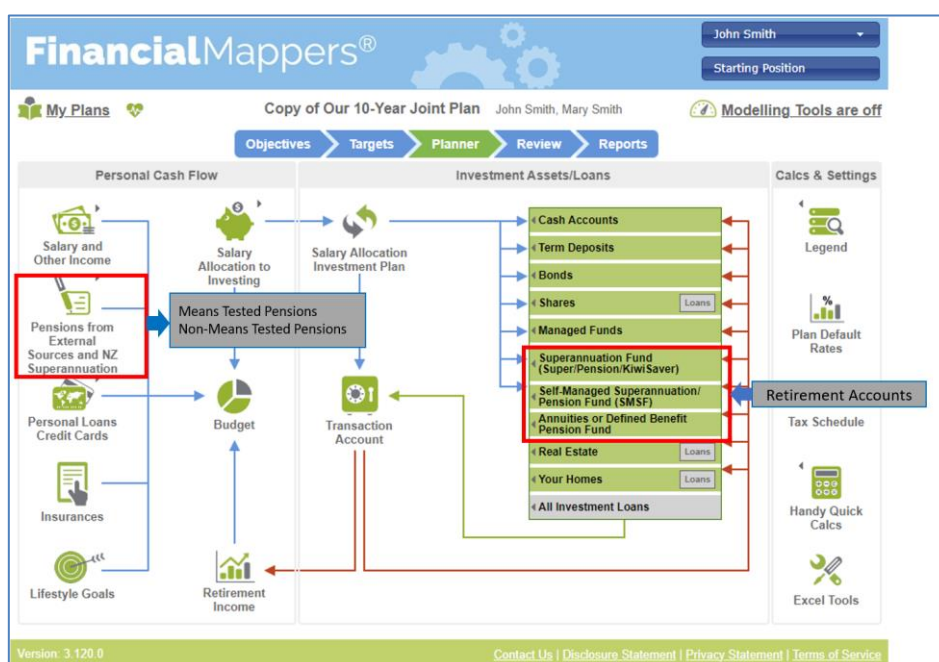 FinancialMappers®
John Smith
Starting Position
My Plans
Copy of Our 10-Year Joint Plan John Smith, Mary Smith
Modelling Tools are off
Objectives Targets Planner Review Reports
Personal Cash Flow
Investment Assets/Loans
Calcs & Settings
Salary and
Other Income
Salary
Allocation to
Investing
Salary Allocation
Investment Plan
Cash Accounts
Term Deposits
Bonds
Shares Loans
Managed Funds
Superannuation Fund
(Super/Pension/KiwiSaver)
Self-Managed Superannuation/
Pension Fund (SMSF)
Annuities or Defined Benefit
Pension Fund
Real Estate Loans
Your Homes Loans
All Investment Loans
Legend
Pensions from
External
Sources and NZ
Superannuation
Means Tested Pensions
Non-Means Tested Pensions
%
Plan Default
Rates
Retirement Accounts
Personal Loans
Credit Cards
Budget
Transaction
Account
Tax Schedule
Insurances
Handy Quick
Calcs
Lifestyle Goals
Retirement
Income
Excel Tools
Version: 3.120.0
Contact Us | Disclosure Statement | Privacy Statement | Terms of Service